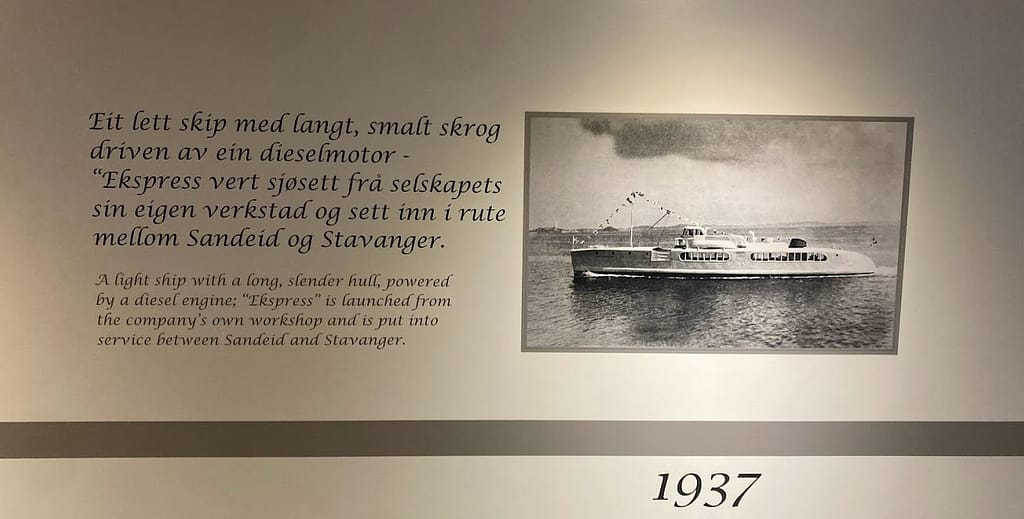 Eit lett skip med langt, smalt skrog
driven av ein dieselmotor -
“Ekspress vert sjøsett frå selskapets
sin eigen verkstad og sett inn i rute
mellom Sandeid og Stavanger.
A light ship with a long, slender hull, powered
by a diesel engine; “Ekspress” is launched from
the company's own workshop and is put into
service between Sandeid and Stavanger.
1937